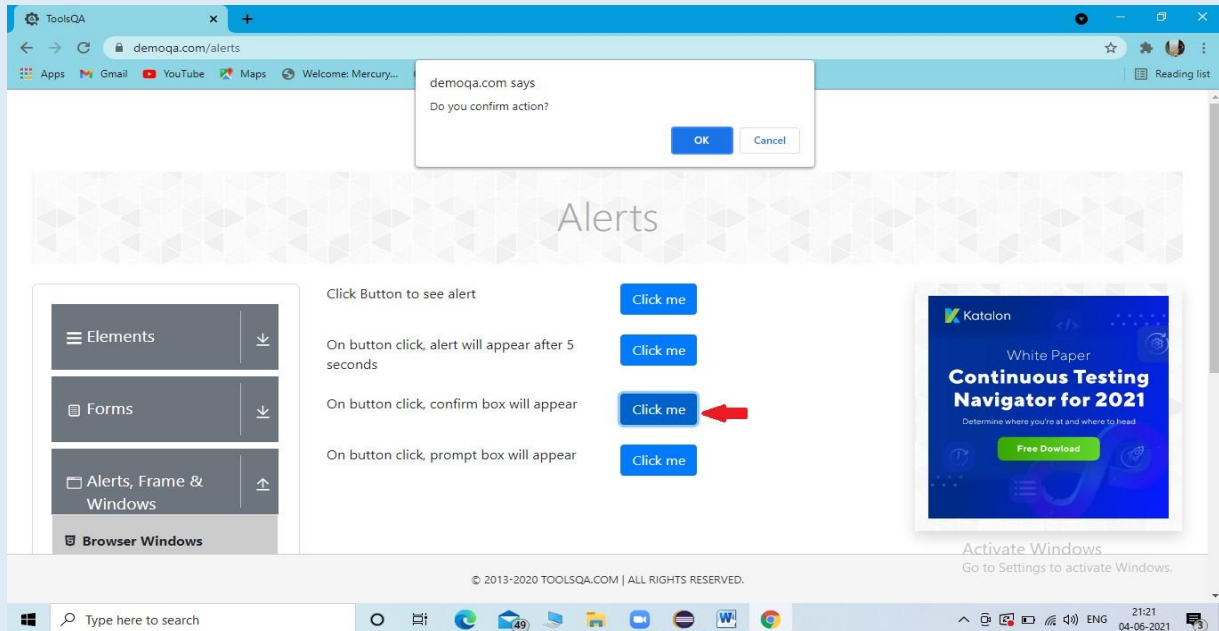 ToolsQA
demoqa.com/alerts
Apps Gmail YouTube Maps Welcome: Mercury... Reading list
demoqa.com says
Do you confirm action?
OK Cancel
Alerts
Elements
Forms
Alerts, Frame &
Windows
Browser Windows
Click Button to see alert Click me
On button click, alert will appear after 5
seconds
Click me
On button click, confirm box will appear Click me
On button click, prompt box will appear Click me
Katalon
White Paper
Continuous Testing
Navigator for 2021
Determine where you're at and where to head
Free Dowload
Activate Windows
Go to Settings to activate Windows.
© 2013-2020 TOOLSQA.COM | ALL RIGHTS RESERVED.
Type here to search
49
W
ENG
21:21
04-06-2021
3